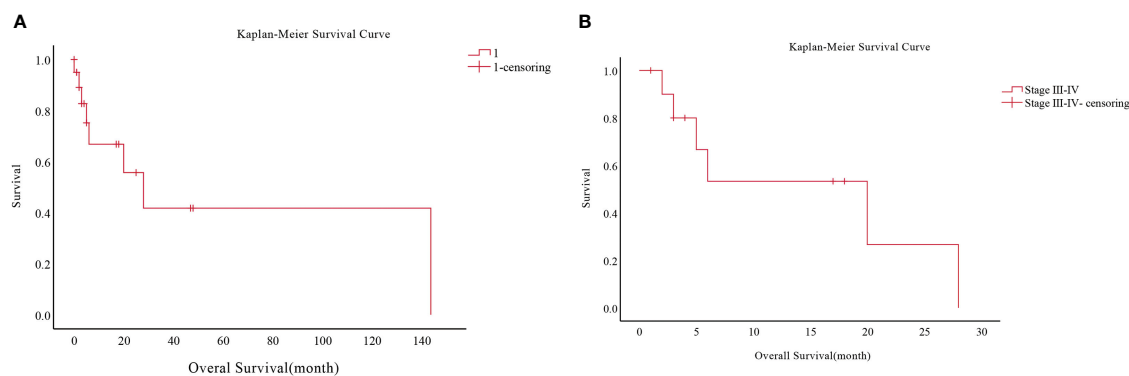 A
Kaplan-Meier Survival Curve
1
1-censoring
1.0
0.8
0.6
0.4
0.2
0.0
Survival
0 20 40 60 80 100 120 140
Overal Survival(month)
B
Kaplan-Meier Survival Curve
Stage III-IV
Stage III-IV- censoring
1.0
0.8
0.6
0.4
0.2
0.0
Survival
0 5 10 15 20 25 30
Overall Survival(month)